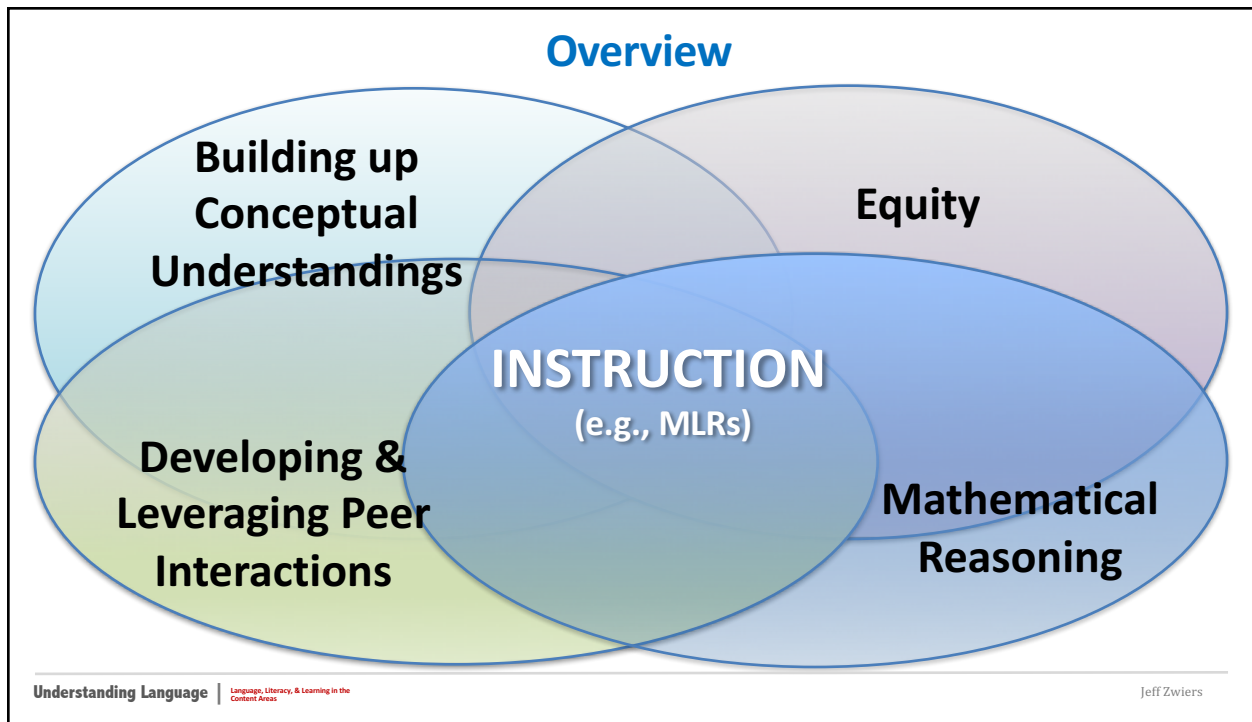 Overview
Building up
Conceptual
Understandings
Equity
INSTRUCTION
(e.g., MLRs)
Developing &
Leveraging Peer
Interactions
Mathematical
Reasoning
Understanding Language
Language, Literacy, & Learning in the
Content Areas
Jeff Zwiers